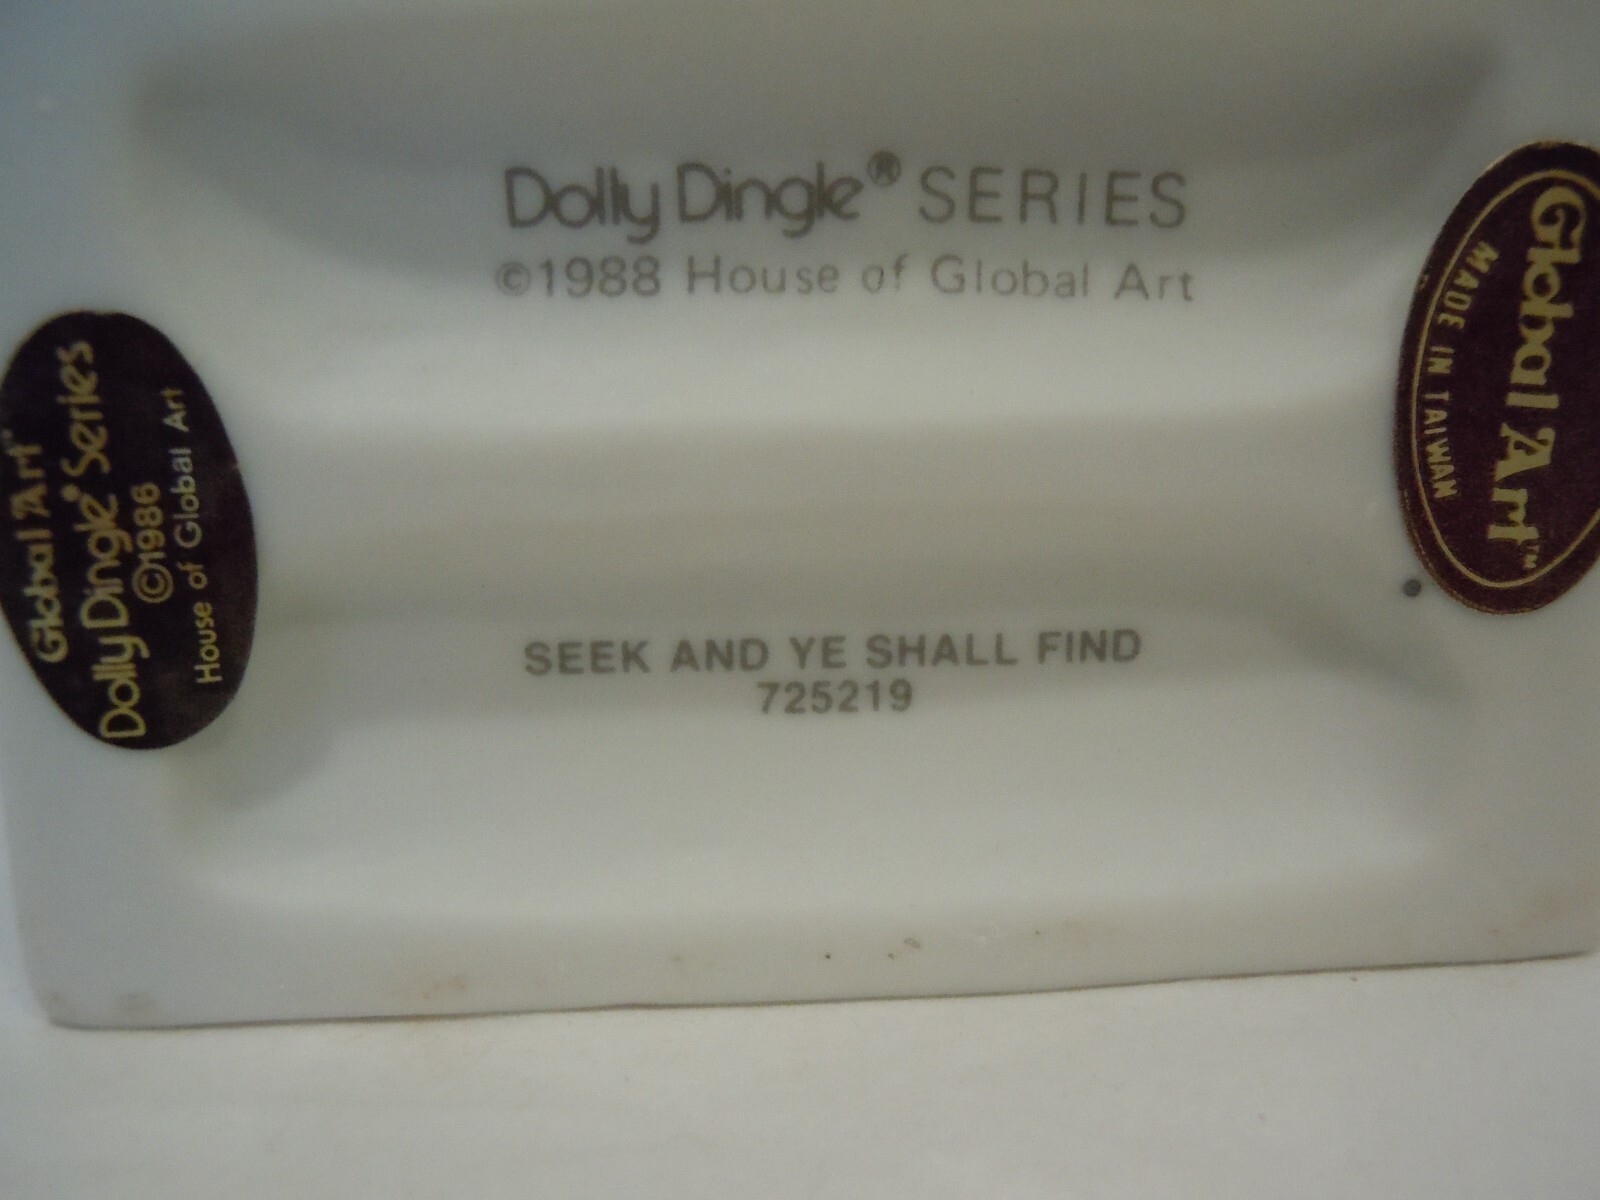 Dolly Dingle® SERIES
©1988 House of Global Art
Global Art™
Dolly Dingle® Series
©1986
House of Global Art
Global Art™
MADE IN TAIWAN
SEEK AND YE SHALL FIND
725219